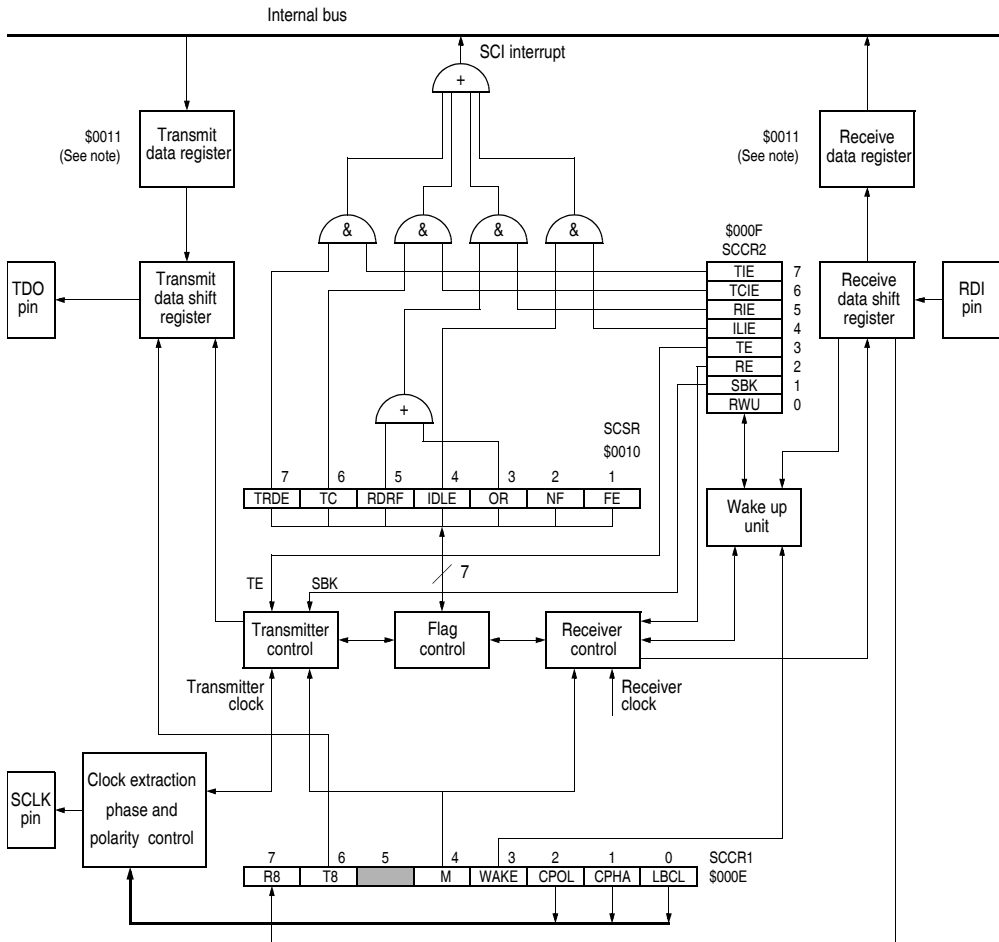 Internal bus
SCI interrupt
+
$0011
(See note)
Transmit
data register
$0011
(See note)
Receive
data register
&
&
&
&
$000F
SCCR2
TDO
pin
Transmit
data shift
register
TIE 7
TCIE 6
RIE 5
ILIE 4
TE 3
RE 2
SBK 1
RWU 0
Receive
data shift
register
RDI
pin
+
SCSR
$0010
7 6 5 4 3 2 1
TRDE TC RDRF IDLE OR NF FE
Wake up
unit
7
TE
SBK
Transmitter
control
Flag
control
Receiver
control
Transmitter
clock
Receiver
clock
SCLK
pin
Clock extraction
phase and
polarity control
7 6 5 4 3 2 1 0
SCCR1
R8 T8 M WAKE CPOL CPHA LBCL
$000E